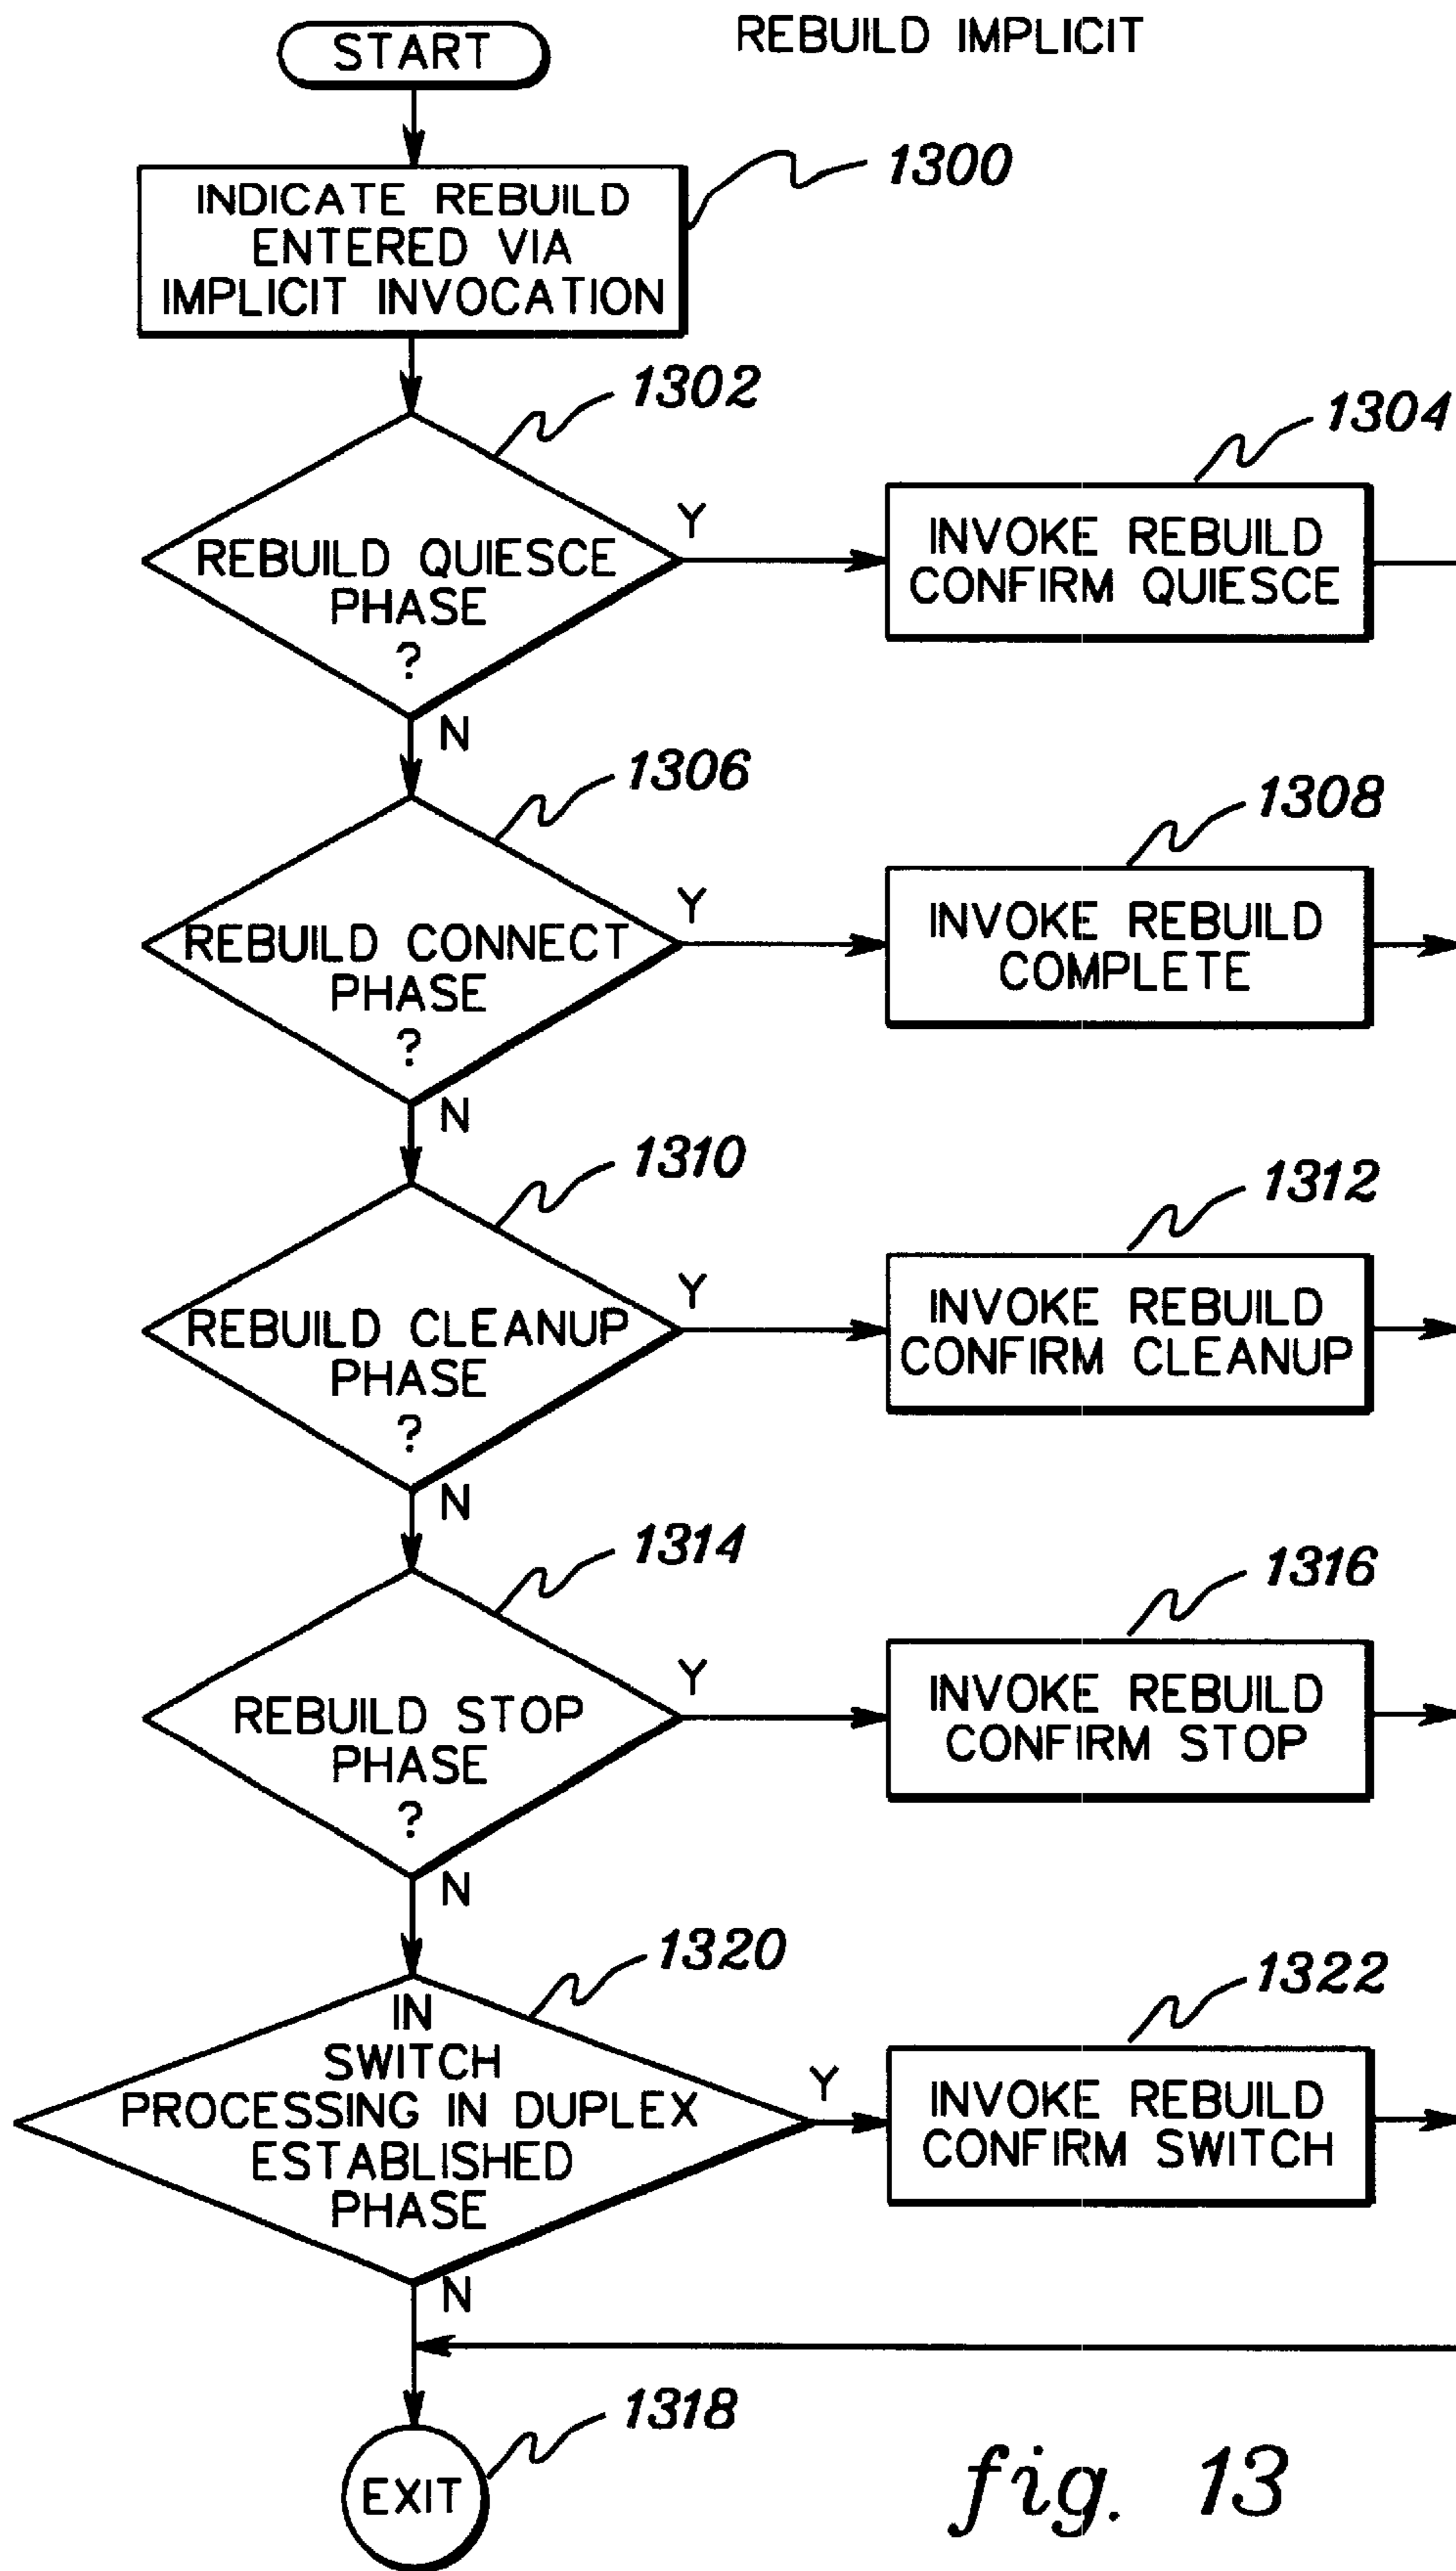 REBUILD IMPLICIT
START
1300
INDICATE REBUILD
ENTERED VIA
IMPLICIT INVOCATION
1302
REBUILD QUIESCE
PHASE
?
Y
N
1304
INVOKE REBUILD
CONFIRM QUIESCE
1306
REBUILD CONNECT
PHASE
?
Y
N
1308
INVOKE REBUILD
COMPLETE
1310
REBUILD CLEANUP
PHASE
?
Y
N
1312
INVOKE REBUILD
CONFIRM CLEANUP
1314
REBUILD STOP
PHASE
?
Y
N
1316
INVOKE REBUILD
CONFIRM STOP
1320
IN
SWITCH
PROCESSING IN DUPLEX
ESTABLISHED
PHASE
Y
N
1322
INVOKE REBUILD
CONFIRM SWITCH
1318
EXIT
fig. 13